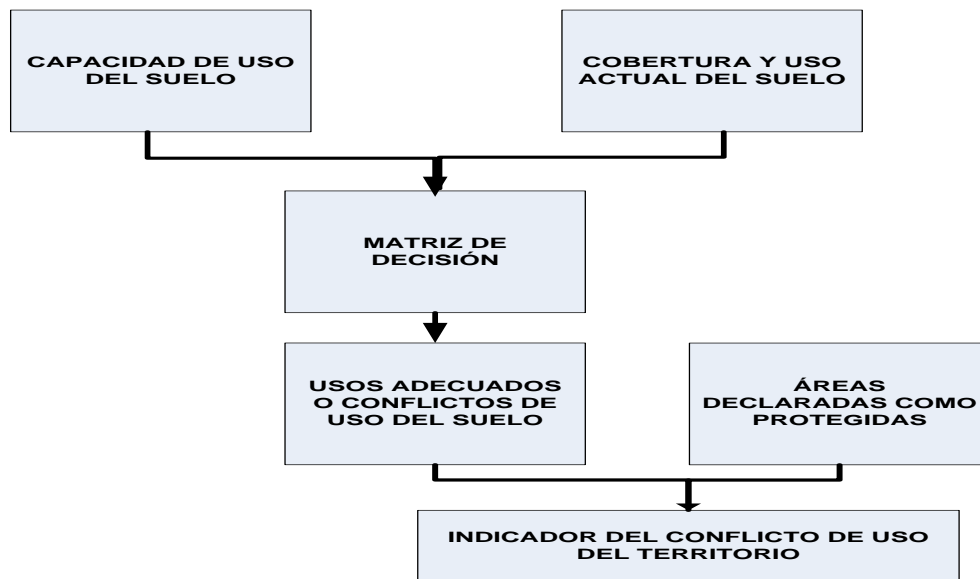 CAPACIDAD DE USO
DEL SUELO
COBERTURA Y USO
ACTUAL DEL SUELO
MATRIZ DE
DECISIÓN
USOS ADECUADOS
O CONFLICTOS DE
USO DEL SUELO
ÁREAS
DECLARADAS COMO
PROTEGIDAS
INDICADOR DEL CONFLICTO DE USO
DEL TERRITORIO